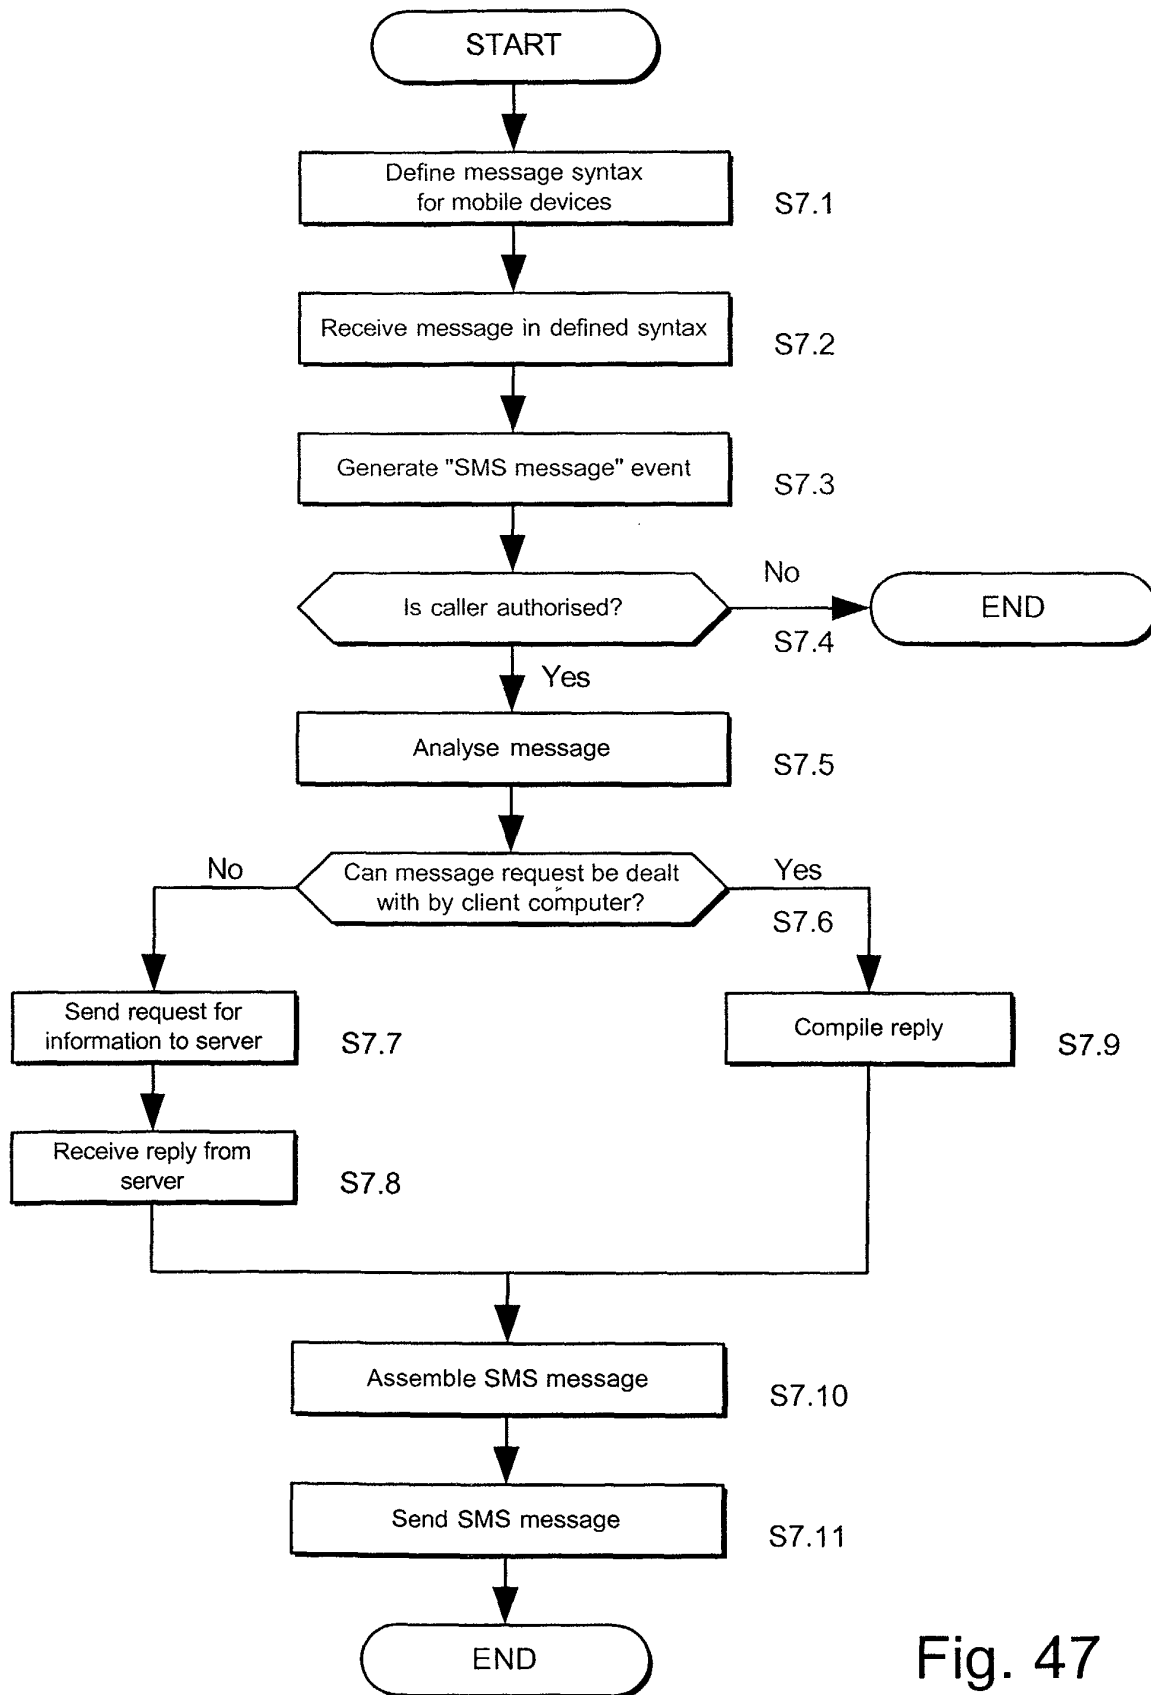 START
Define message syntax
for mobile devices
S7.1
Receive message in defined syntax
S7.2
Generate "SMS message" event
S7.3
Is caller authorised?
No
S7.4
END
Yes
Analyse message
S7.5
Can message request be dealt
with by client computer?
No
Yes
S7.6
Send request for
information to server
S7.7
Compile reply
S7.9
Receive reply from
server
S7.8
Assemble SMS message
S7.10
Send SMS message
S7.11
END
Fig. 47